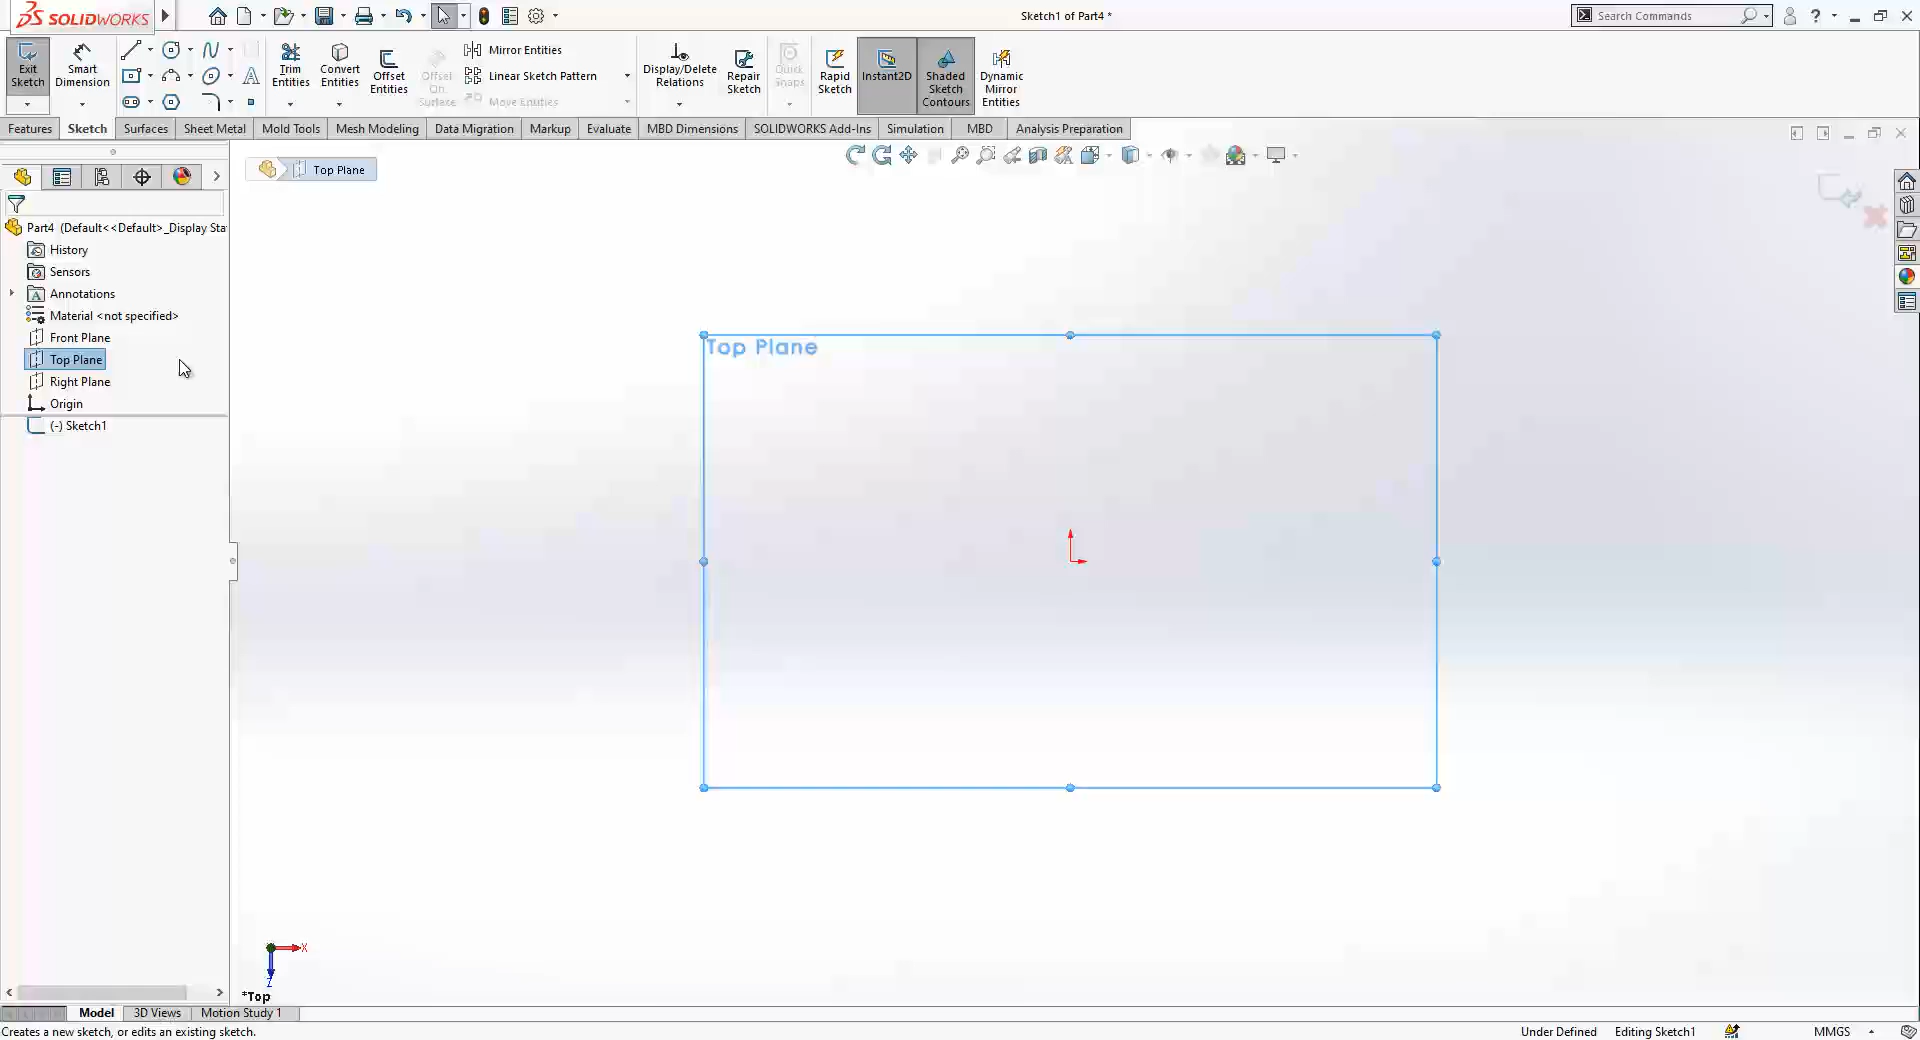 SOLIDWORKS
Sketch1 of Part4 *
Search Commands
Exit Sketch
Smart Dimension
Trim Entities
Convert Entities
Offset Entities
Offset On Surface
Mirror Entities
Linear Sketch Pattern
Move Entities
Display/Delete Relations
Repair Sketch
Quick Snaps
Rapid Sketch
Instant2D
Shaded Sketch Contours
Dynamic Mirror Entities
Features
Sketch
Surfaces
Sheet Metal
Mold Tools
Mesh Modeling
Data Migration
Markup
Evaluate
MBD Dimensions
SOLIDWORKS Add-Ins
Simulation
MBD
Analysis Preparation
Top Plane
Part4 (Default<<Default>_Display Sta
History
Sensors
Annotations
Material <not specified>
Front Plane
Top Plane
Right Plane
Origin
(-) Sketch1
Top Plane
X
Z
*Top
Model
3D Views
Motion Study 1
Creates a new sketch, or edits an existing sketch.
Under Defined
Editing Sketch1
MMGS